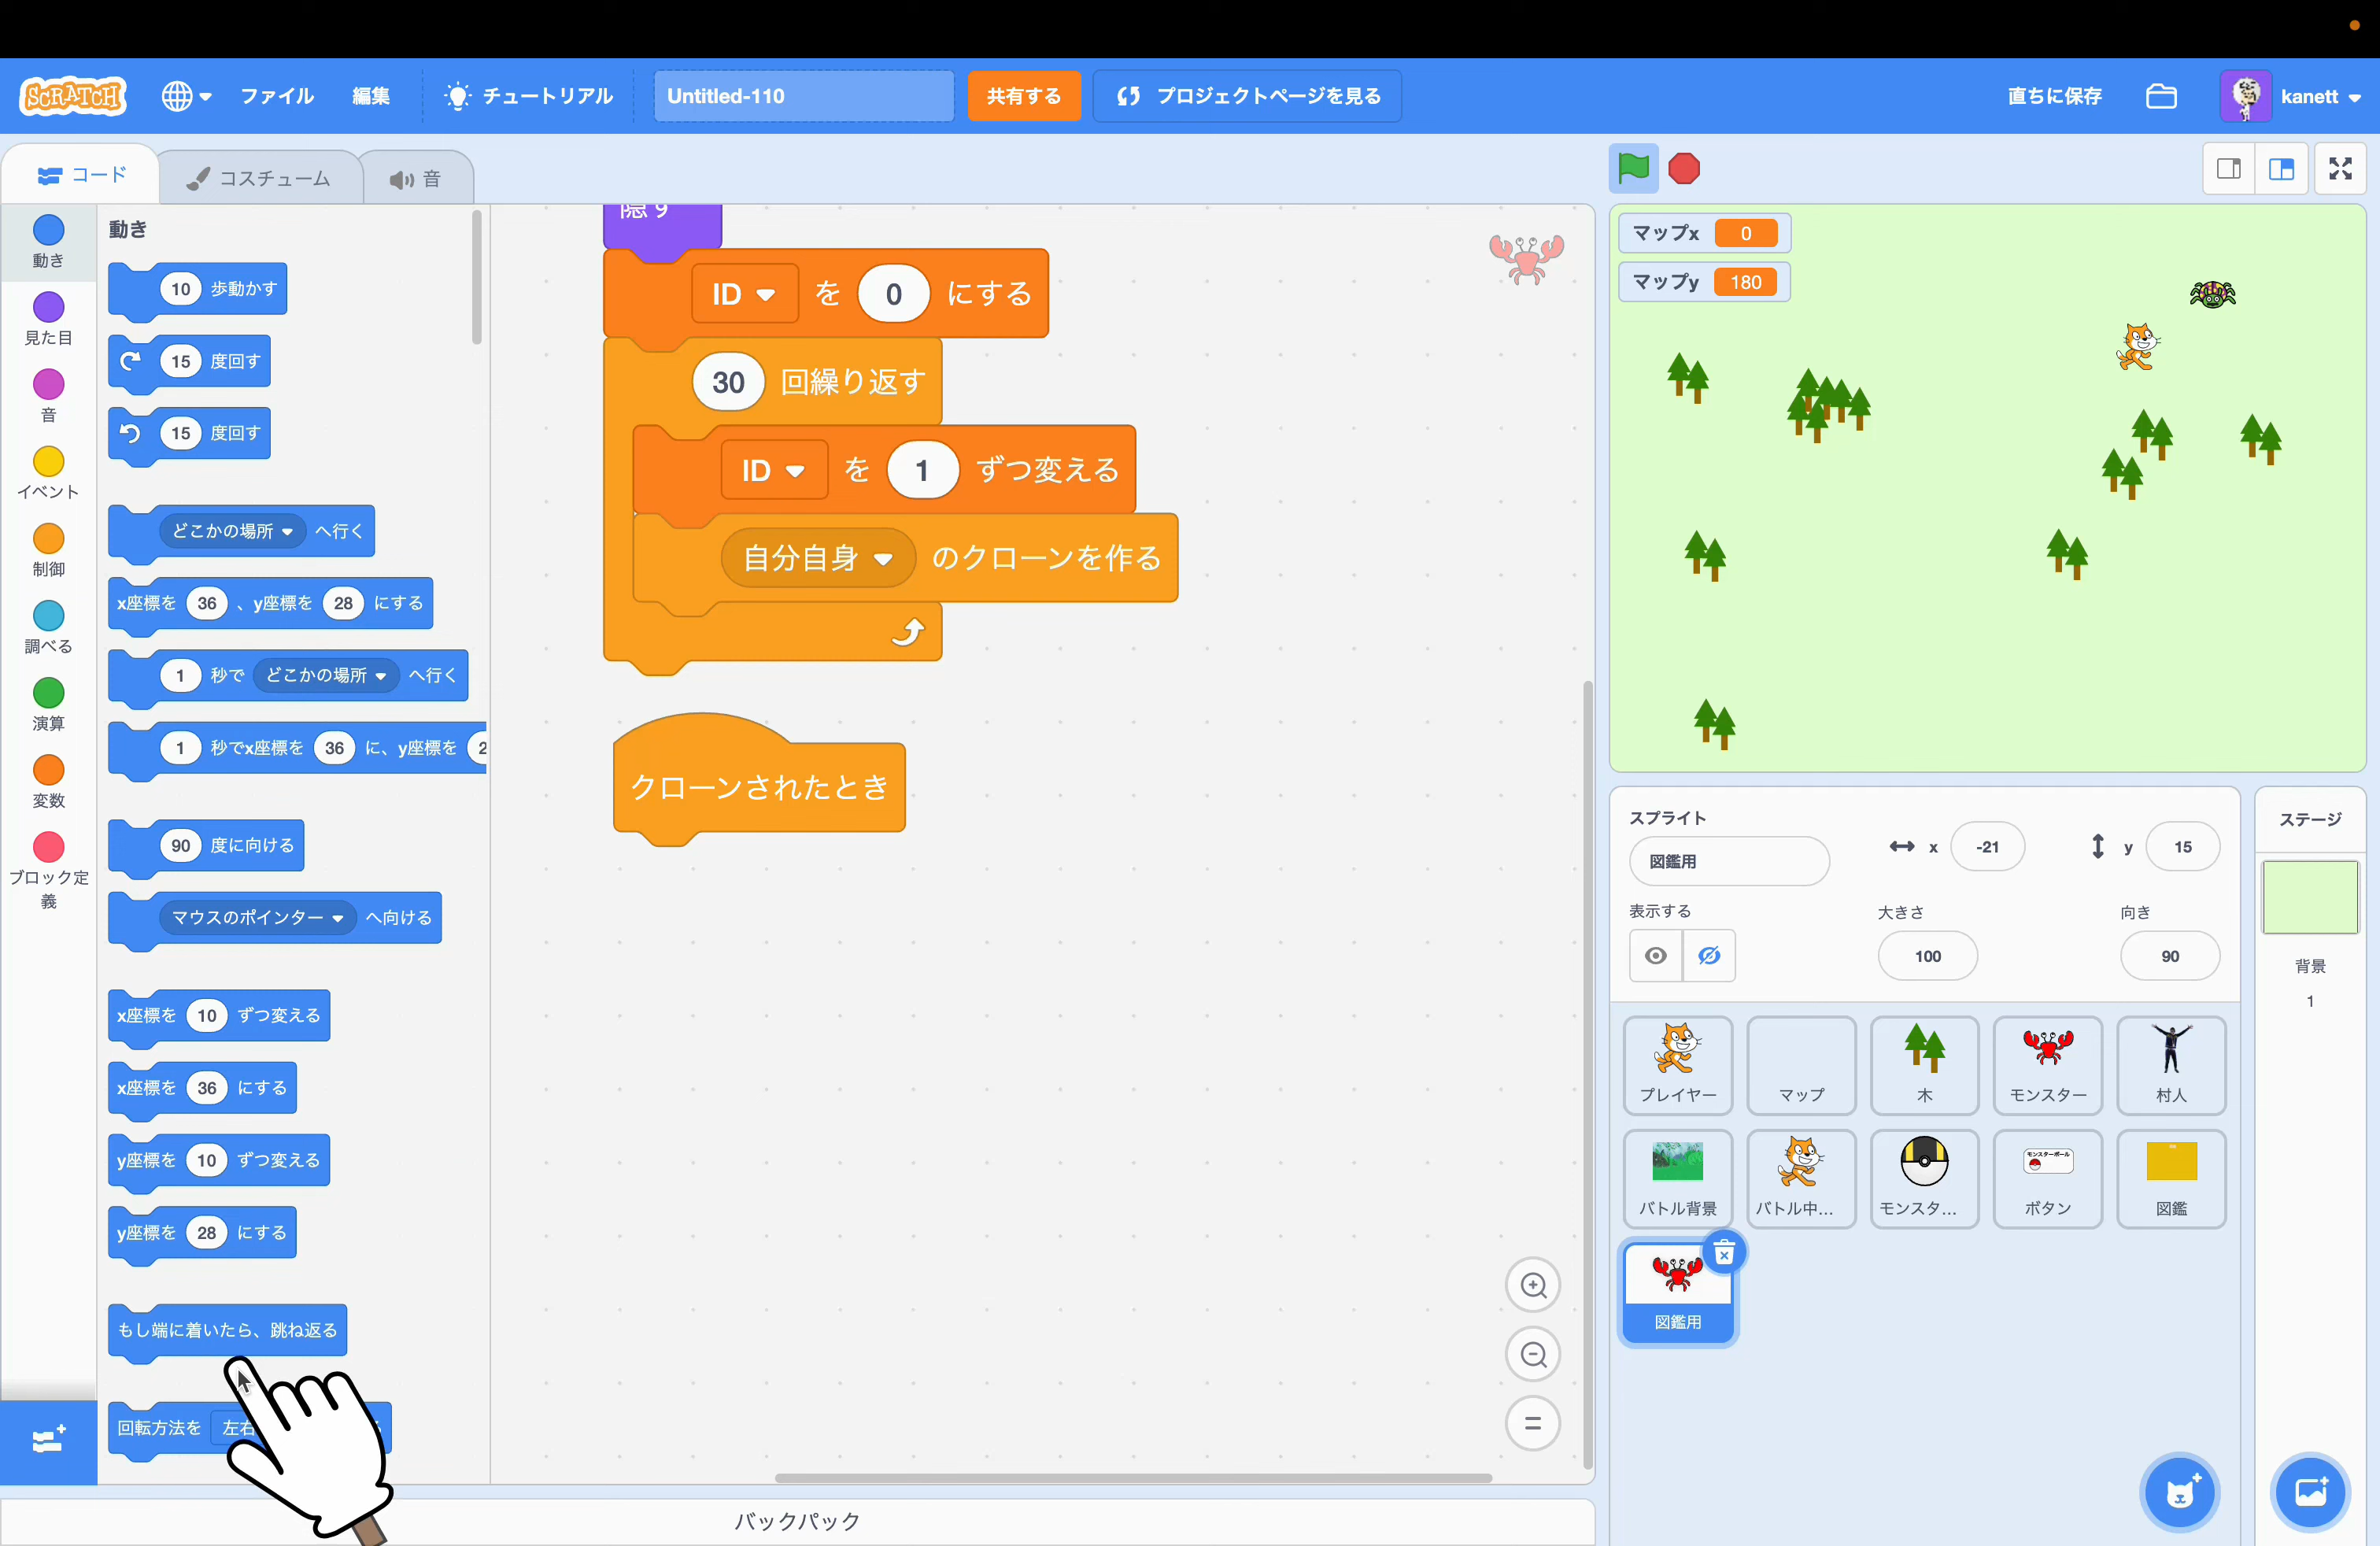 SCRATCH
ファイル
編集
チュートリアル
Untitled-110
共有する
プロジェクトページを見る
直ちに保存
kanett
コード
コスチューム
音
動き
見た目
音
イベント
制御
調べる
演算
変数
ブロック定
義
動き
10 歩動かす
15 度回す
15 度回す
どこかの場所 へ行く
x座標を 36 、y座標を 28 にする
1 秒で どこかの場所 へ行く
1 秒でx座標を 36 に、y座標を 2
90 度に向ける
マウスのポインター へ向ける
x座標を 10 ずつ変える
x座標を 36 にする
y座標を 10 ずつ変える
y座標を 28 にする
もし端に着いたら、跳ね返る
回転方法を 左右
隠す
ID を 0 にする
30 回繰り返す
ID を 1 ずつ変える
自分自身 のクローンを作る
クローンされたとき
バックパック
マップx 0
マップy 180
スプライト
図鑑用
x -21
y 15
表示する
大きさ
100
向き
90
プレイヤー
マップ
木
モンスター
村人
バトル背景
バトル中...
モンスタ...
モンスターボール
ボタン
図鑑
図鑑用
ステージ
背景
1